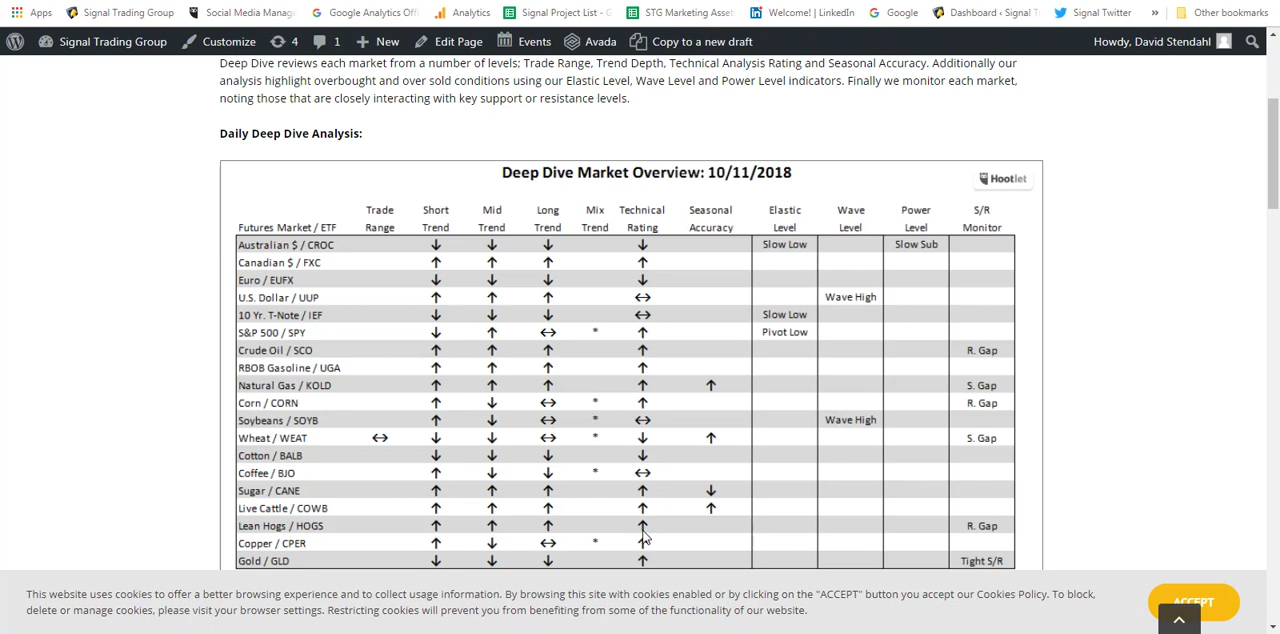 Apps Signal Trading Group Social Media Manage Google Analytics Off Analytics Signal Project List - G STG Marketing Asset Welcome! | LinkedIn Google Dashboard ‹ Signal T Signal Twitter » Other bookmarks
Signal Trading Group Customize 4 1 + New Edit Page Events Avada Copy to a new draft Howdy, David Stendahl
Deep Dive reviews each market from a number of levels; Trade Range, Trend Depth, Technical Analysis Rating and Seasonal Accuracy. Additionally our
analysis highlight overbought and over sold conditions using our Elastic Level, Wave Level and Power Level indicators. Finally we monitor each market,
noting those that are closely interacting with key support or resistance levels.
Daily Deep Dive Analysis:
Deep Dive Market Overview: 10/11/2018
Hootlet
Trade Short Mid Long Mix Technical Seasonal Elastic Wave Power S/R
Futures Market / ETF Range Trend Trend Trend Trend Rating Accuracy Level Level Level Monitor
Australian $ / CROC ↓ ↓ ↓ ↓ Slow Low Slow Sub
Canadian $ / FXC ↑ ↑ ↑ ↑
Euro / EUFX ↓ ↓ ↓ ↓
U.S. Dollar / UUP ↑ ↑ ↑ ↔ Wave High
10 Yr. T-Note / IEF ↓ ↓ ↓ ↔ Slow Low
S&P 500 / SPY ↓ ↑ ↔ * ↑ Pivot Low
Crude Oil / SCO ↑ ↑ ↑ ↑ R. Gap
RBOB Gasoline / UGA ↑ ↑ ↑ ↑
Natural Gas / KOLD ↑ ↑ ↑ ↑ ↑ S. Gap
Corn / CORN ↑ ↓ ↔ * ↑ R. Gap
Soybeans / SOYB ↑ ↓ ↔ * ↔ Wave High
Wheat / WEAT ↔ ↓ ↓ ↔ * ↓ ↑ S. Gap
Cotton / BALB ↓ ↓ ↓ ↓
Coffee / BJO ↑ ↓ ↓ * ↔
Sugar / CANE ↑ ↑ ↑ ↑ ↓
Live Cattle / COWB ↑ ↑ ↑ ↑ ↑
Lean Hogs / HOGS ↑ ↑ ↑ ↑ R. Gap
Copper / CPER ↑ ↓ ↔ * ↑
Gold / GLD ↓ ↓ ↓ ↑ Tight S/R
This website uses cookies to offer a better browsing experience and to collect usage information. By browsing this site with cookies enabled or by clicking on the "ACCEPT" button you accept our Cookies Policy. To block,
delete or manage cookies, please visit your browser settings. Restricting cookies will prevent you from benefiting from some of the functionality of our website.
ACCEPT